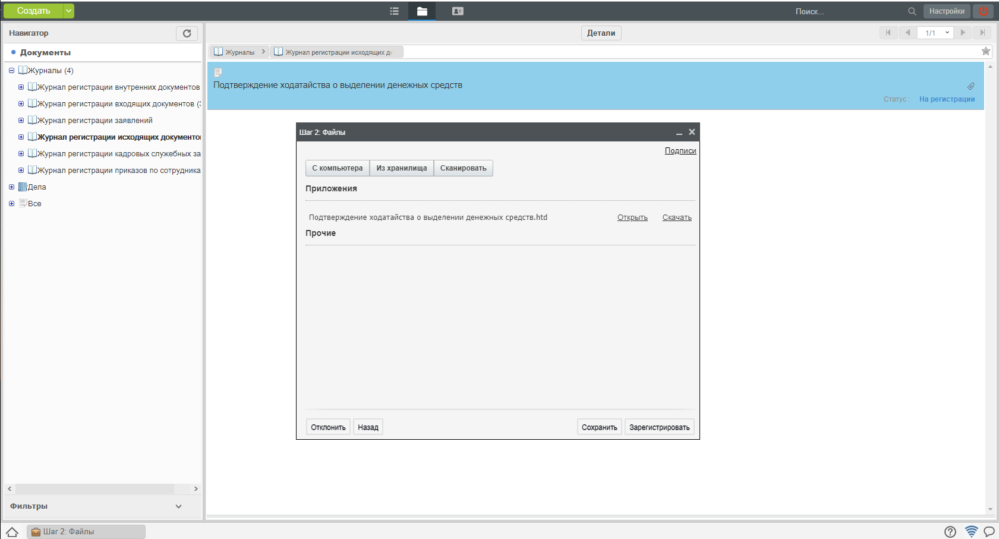 Создать
Поиск...
Настройки
Навигатор
Детали
1/1
Документы
Журналы
Журнал регистрации исходящих д
Журналы (4)
Журнал регистрации внутренних документов
Журнал регистрации входящих документов (
Журнал регистрации заявлений
Журнал регистрации исходящих документо
Журнал регистрации кадровых служебных за
Журнал регистрации приказов по сотрудника
Дела
Все
Подтверждение ходатайства о выделении денежных средств
Статус : На регистрации
Шаг 2: Файлы
Подписи
С компьютера Из хранилища Сканировать
Приложения
Подтверждение ходатайства о выделении денежных средств.htd Открыть Скачать
Прочие
Отклонить Назад Сохранить Зарегистрировать
Фильтры
Шаг 2: Файлы